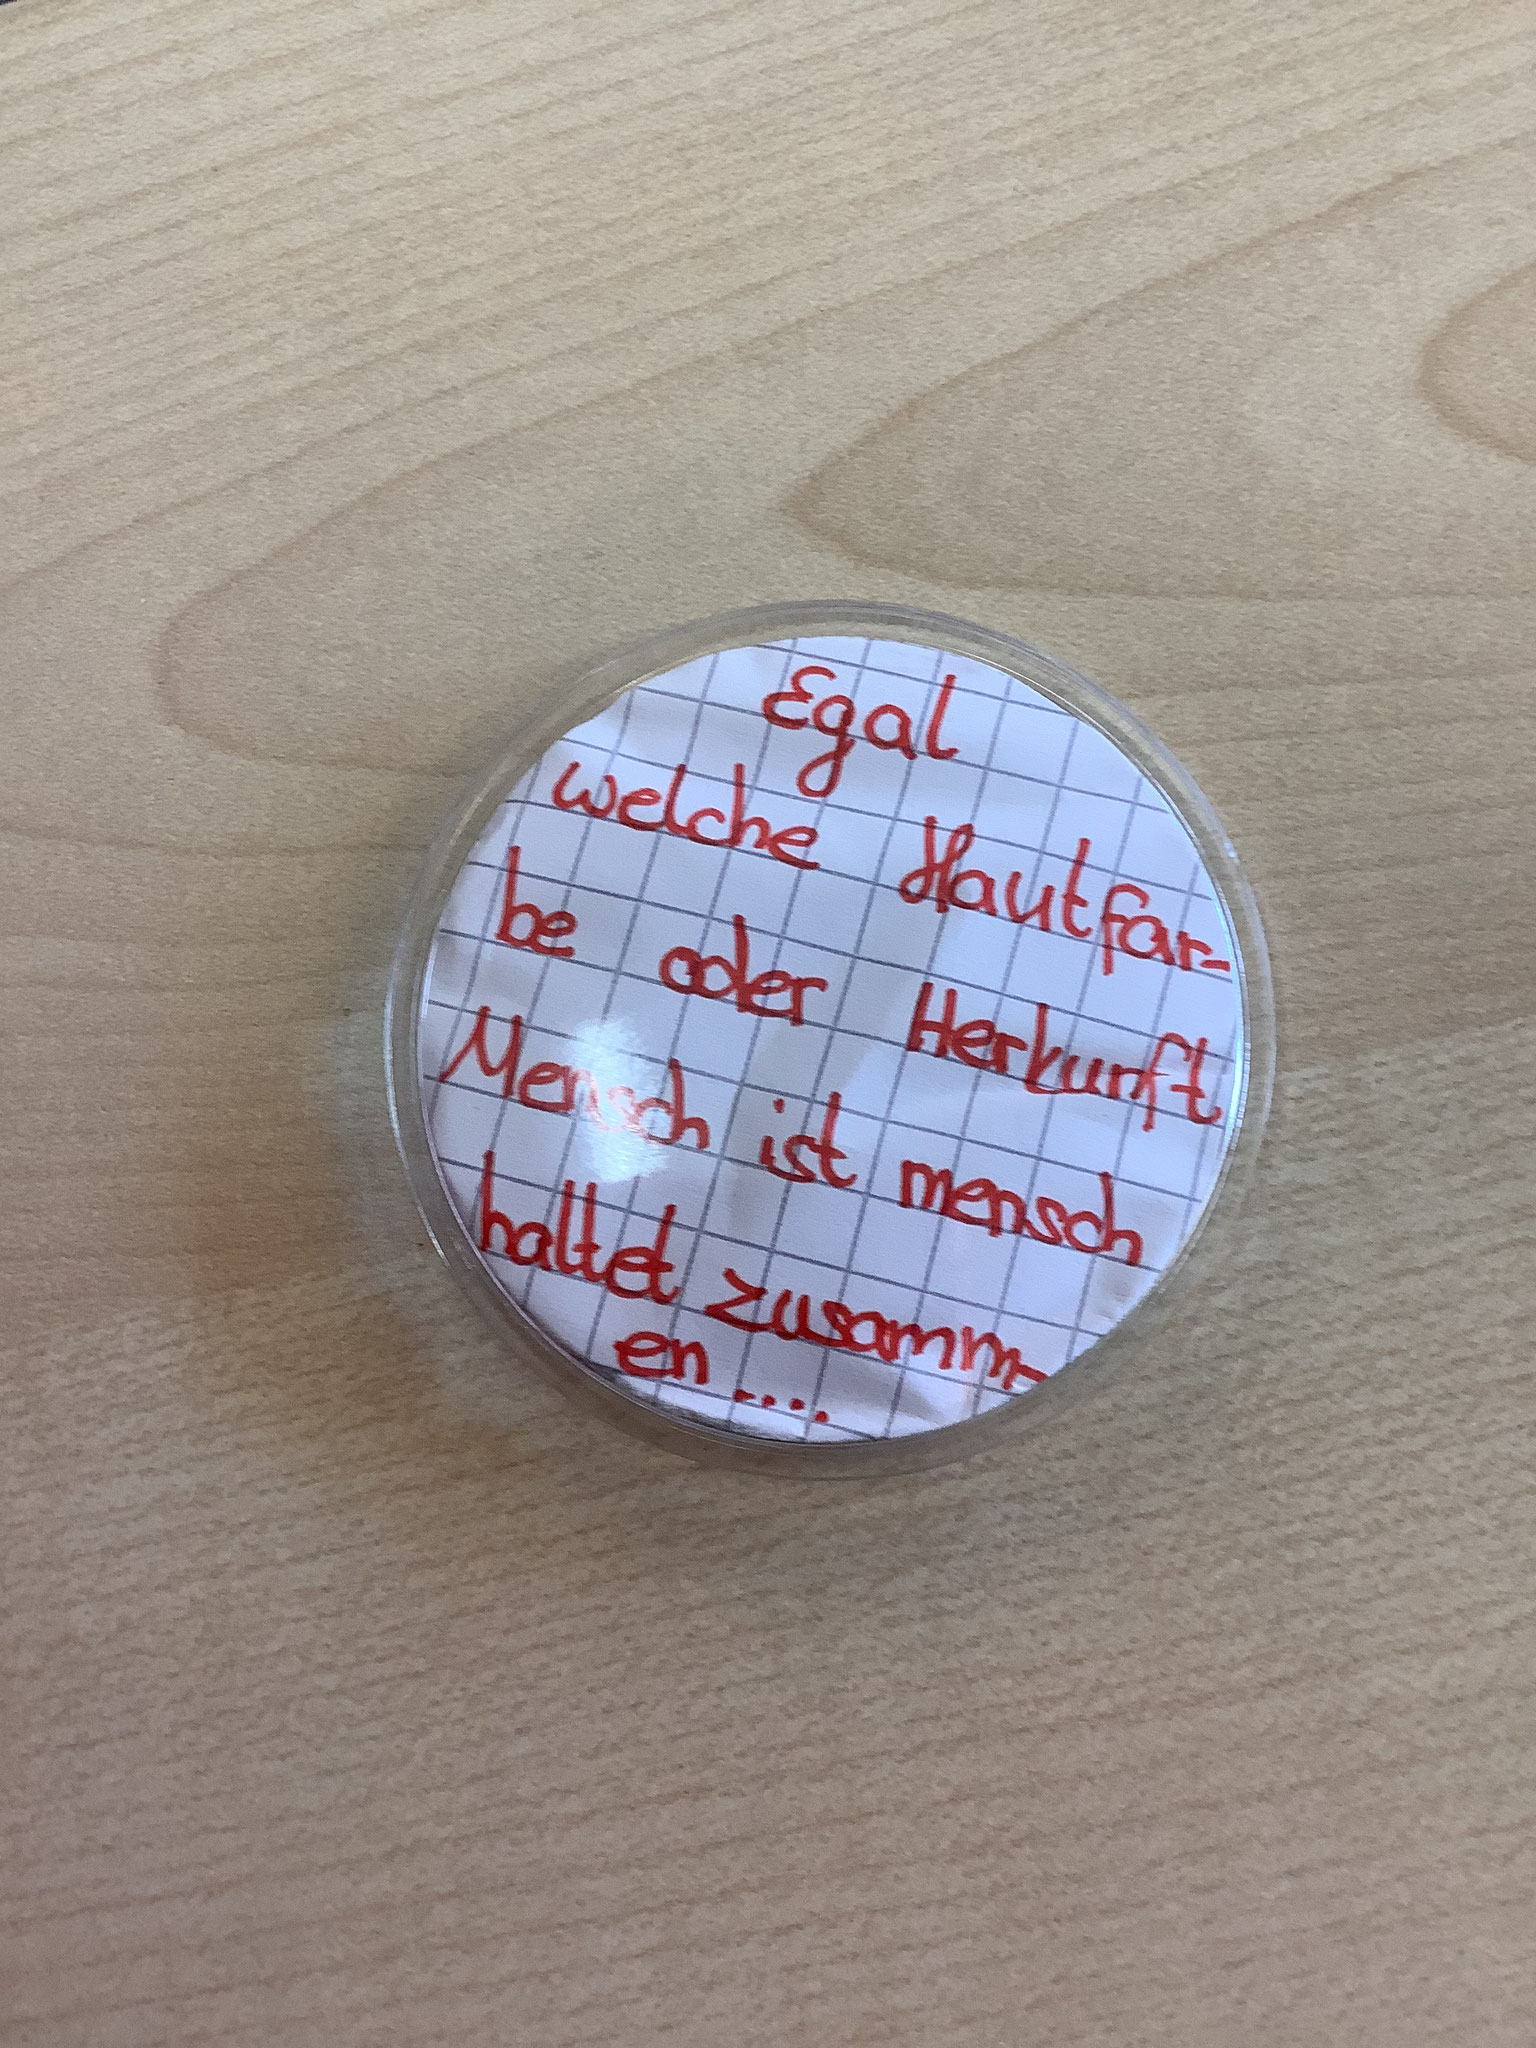 Egal
welche Hautfar-
be oder Herkunft
Mensch ist mensch
haltet zusamm-
en ....